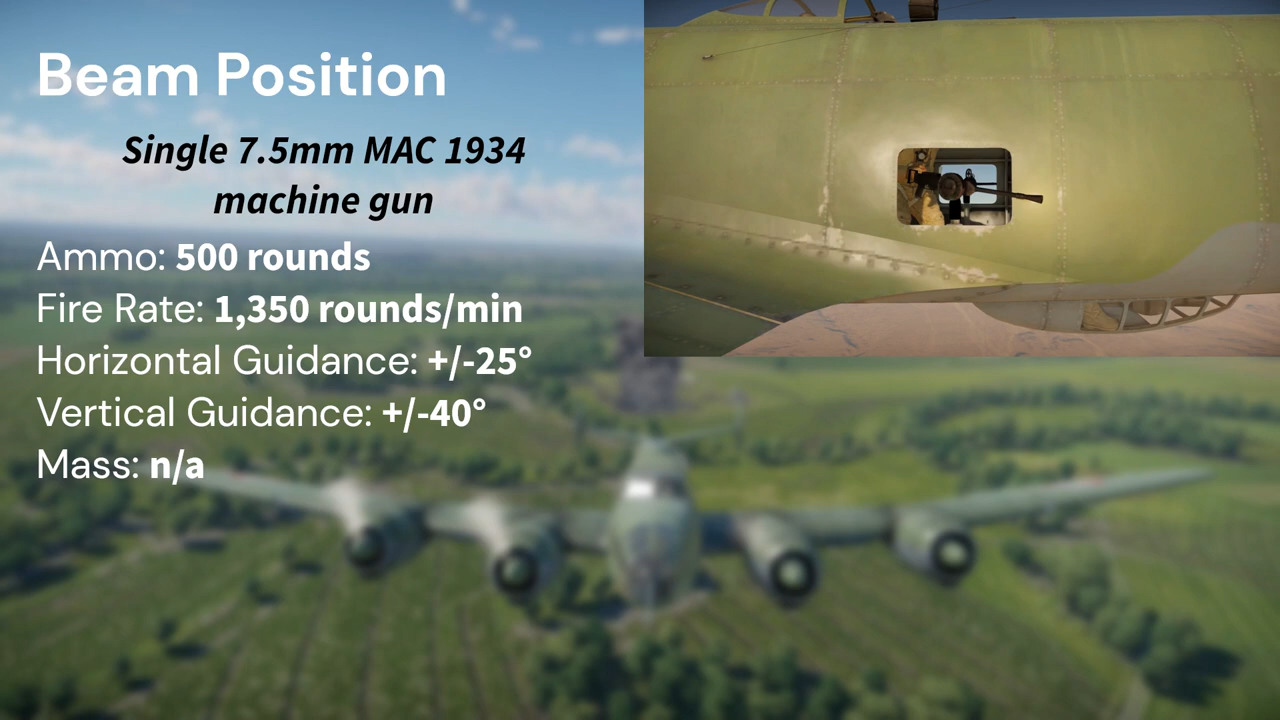 Beam Position
Single 7.5mm MAC 1934
machine gun
Ammo: 500 rounds
Fire Rate: 1,350 rounds/min
Horizontal Guidance: +/-25°
Vertical Guidance: +/-40°
Mass: n/a